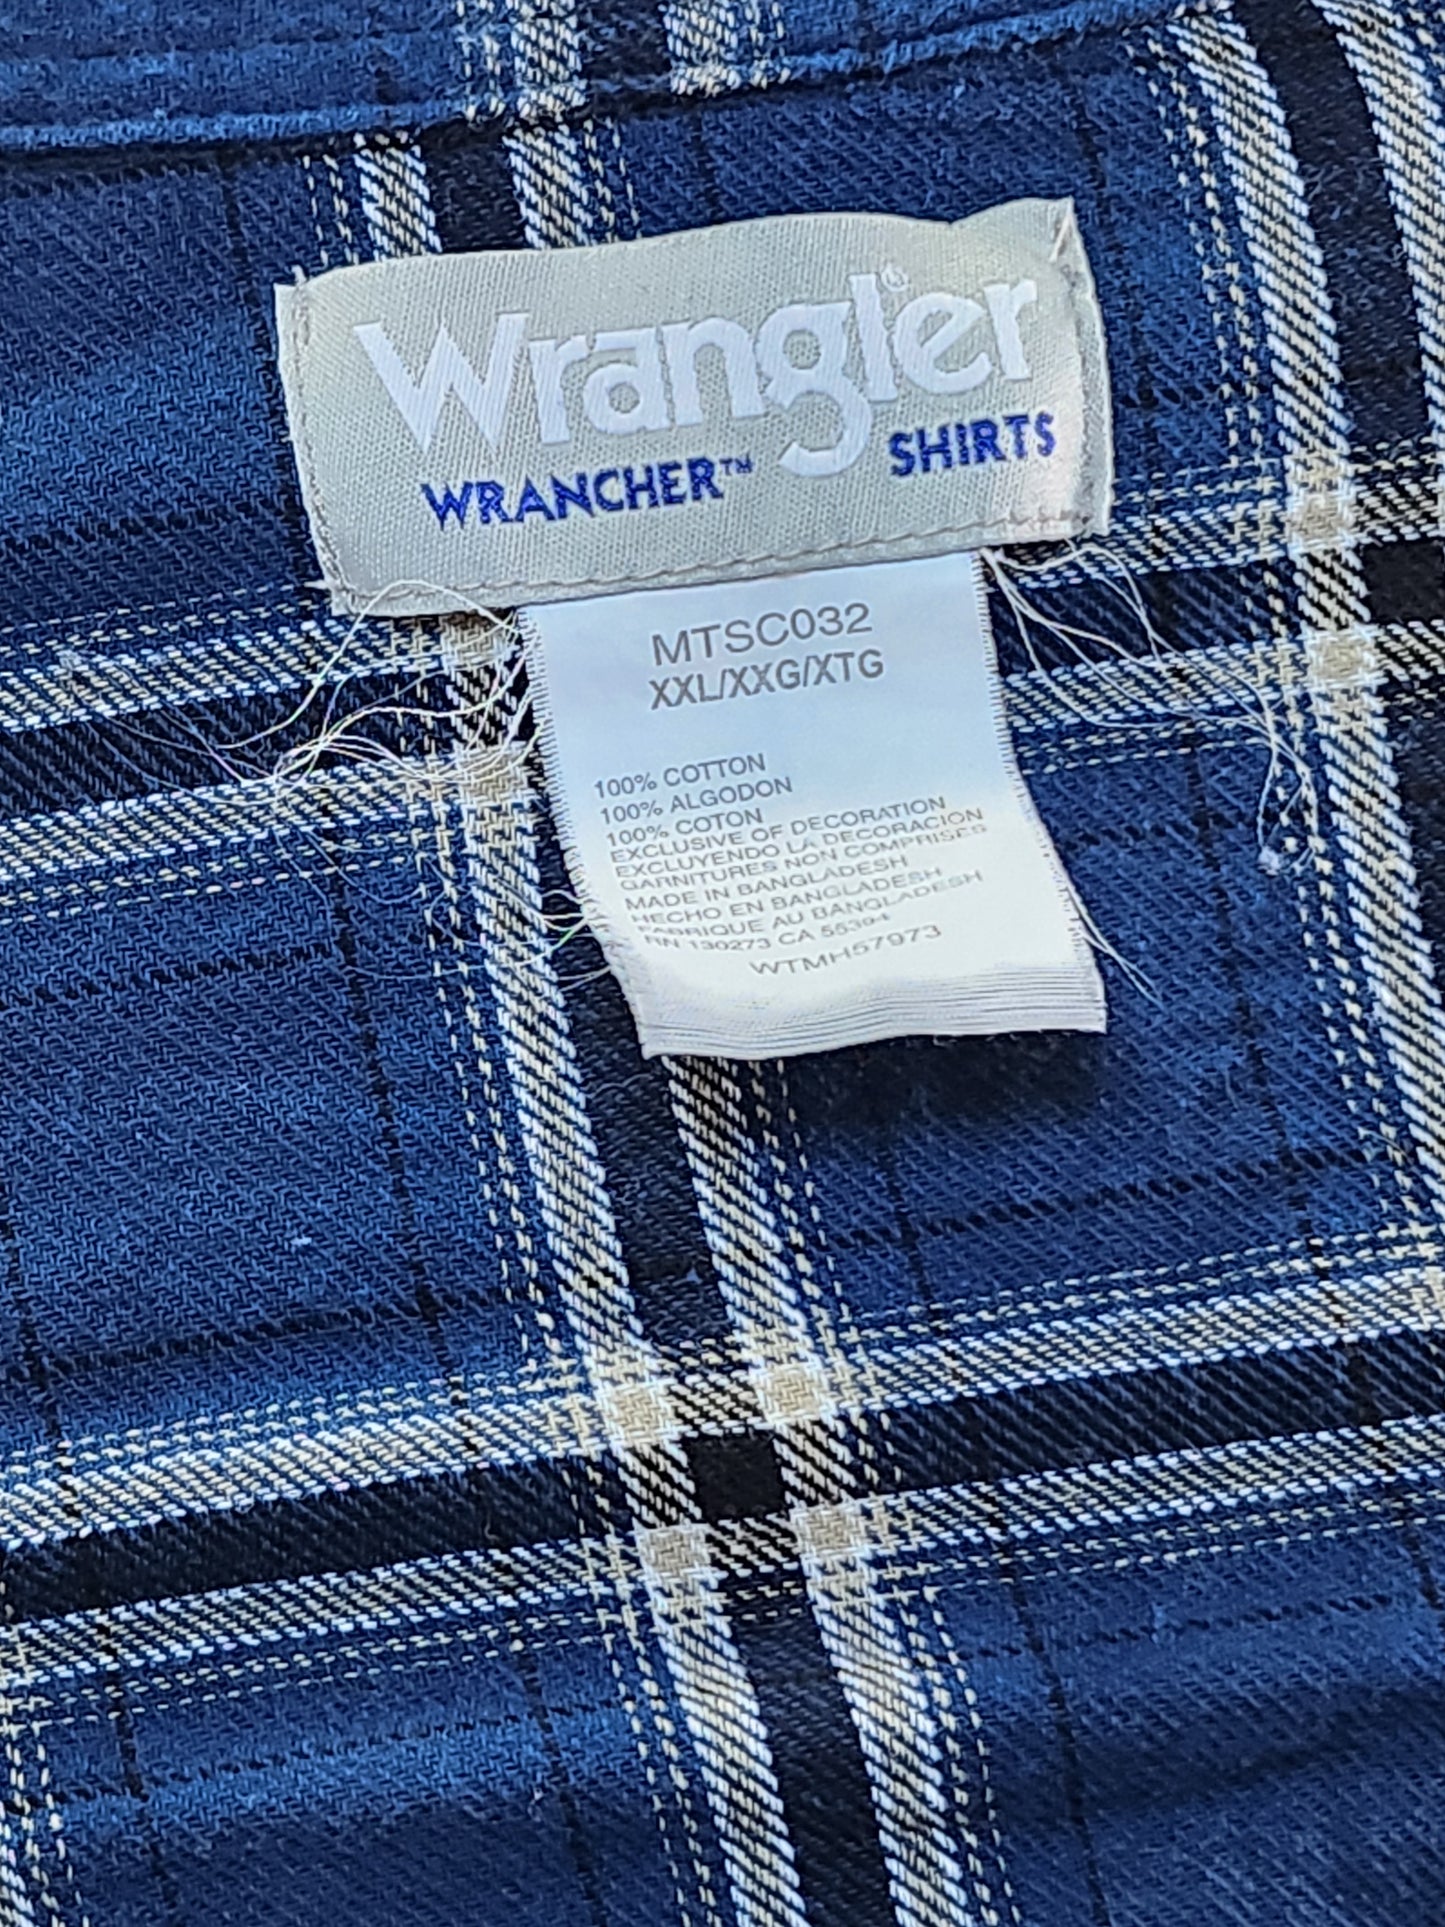 Wrangler®
WRANCHER™ SHIRTS
MTSC032
XXL/XXG/XTG
100% COTTON
100% ALGODON
100% COTON
EXCLUSIVE OF DECORATION
EXCLUYENDO LA DECORACION
GARNITURES NON COMPRISES
MADE IN BANGLADESH
HECHO EN BANGLADESH
FABRIQUE AU BANGLADESH
RN 130273 CA 55394
WTMH57973